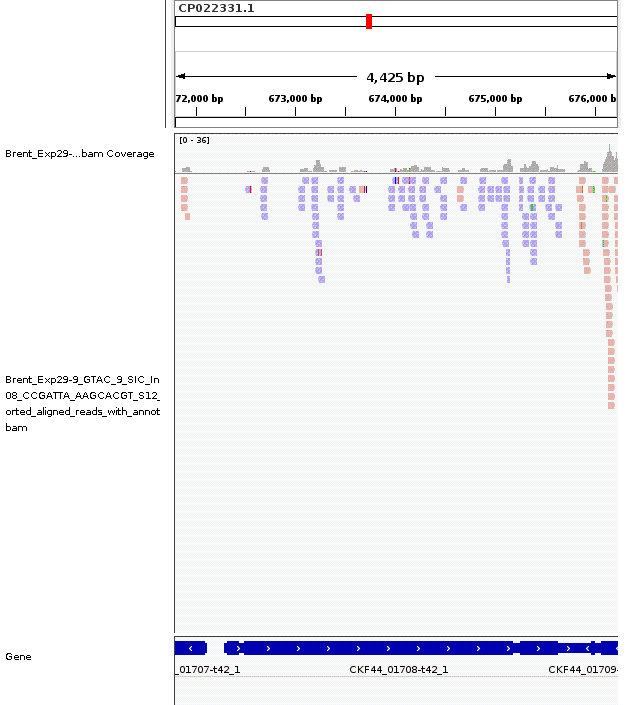 CP022331.1
4,425 bp
72,000 bp 673,000 bp 674,000 bp 675,000 bp 676,000 b
[0 - 36]
Brent_Exp29-...bam Coverage
Brent_Exp29-9_GTAC_9_SIC_In
08_CCGATTA_AAGCACGT_S12_
orted_aligned_reads_with_annot
bam
Gene
_01707-t42_1 CKF44_01708-t42_1 CKF44_01709-